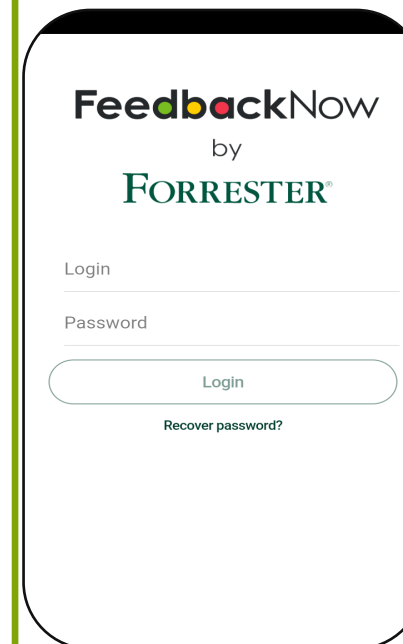 FeedbackNow
by
FORRESTER®
Login
Password
Login
Recover password?